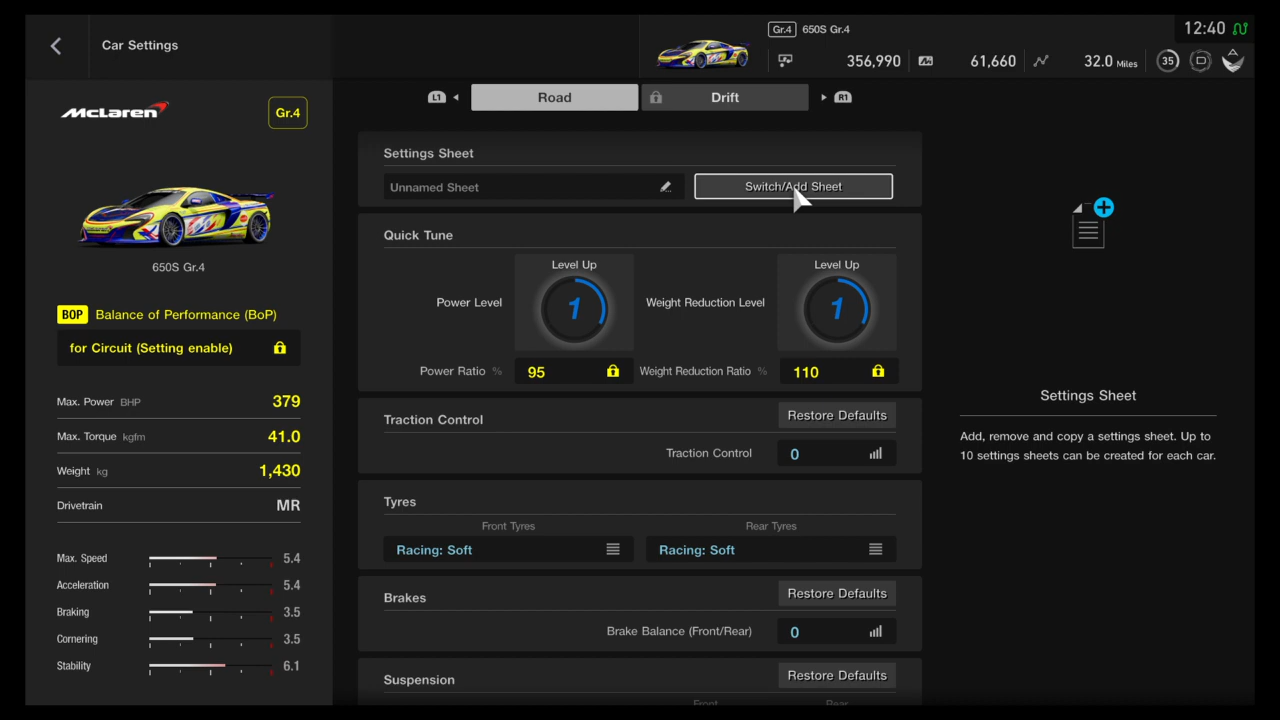 Car Settings
Gr.4 650S Gr.4
356,990 61,660 32.0 Miles 35 D
12:40
McLaren
Gr.4
650S Gr.4
BOP Balance of Performance (BoP)
for Circuit (Setting enable)
Max. Power BHP 379
Max. Torque kgfm 41.0
Weight kg 1,430
Drivetrain MR
Max. Speed 5.4
Acceleration 5.4
Braking 3.5
Cornering 3.5
Stability 6.1
L1 Road Drift R1
Settings Sheet
Unnamed Sheet Switch/Add Sheet
Quick Tune
Level Up Level Up
Power Level 1 Weight Reduction Level 1
Power Ratio % 95 Weight Reduction Ratio % 110
Traction Control Restore Defaults
Traction Control 0
Tyres
Front Tyres Rear Tyres
Racing: Soft Racing: Soft
Brakes Restore Defaults
Brake Balance (Front/Rear) 0
Suspension Restore Defaults
Front Rear
Settings Sheet
Add, remove and copy a settings sheet. Up to
10 settings sheets can be created for each car.